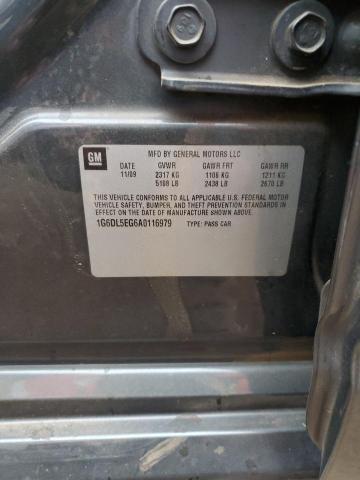 GM
MFD BY GENERAL MOTORS LLC
DATE GVWR GAWR FRT GAWR RR
11/09 2317 KG 1106 KG 1211 KG
5108 LB 2438 LB 2670 LB
THIS VEHICLE CONFORMS TO ALL APPLICABLE U.S. FEDERAL MOTOR
VEHICLE SAFETY, BUMPER, AND THEFT PREVENTION STANDARDS IN
EFFECT ON THE DATE OF MANUFACTURE SHOWN ABOVE.
1G6DL5EG6A0116979 TYPE: PASS CAR